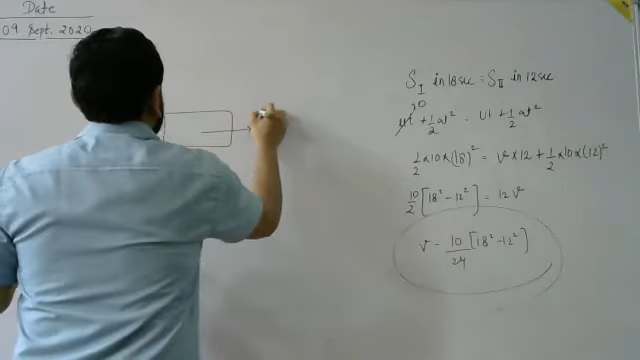 Date
09 Sept. 2020
S_I in 18 sec = S_II in 12 sec
0
ut + 1/2 at² = ut + 1/2 at²
1/2 × 10 × (18)² = v × 12 + 1/2 × 10 × (12)²
10/2 [18² - 12²] = 12 v
v = 10/24 [18² - 12²]